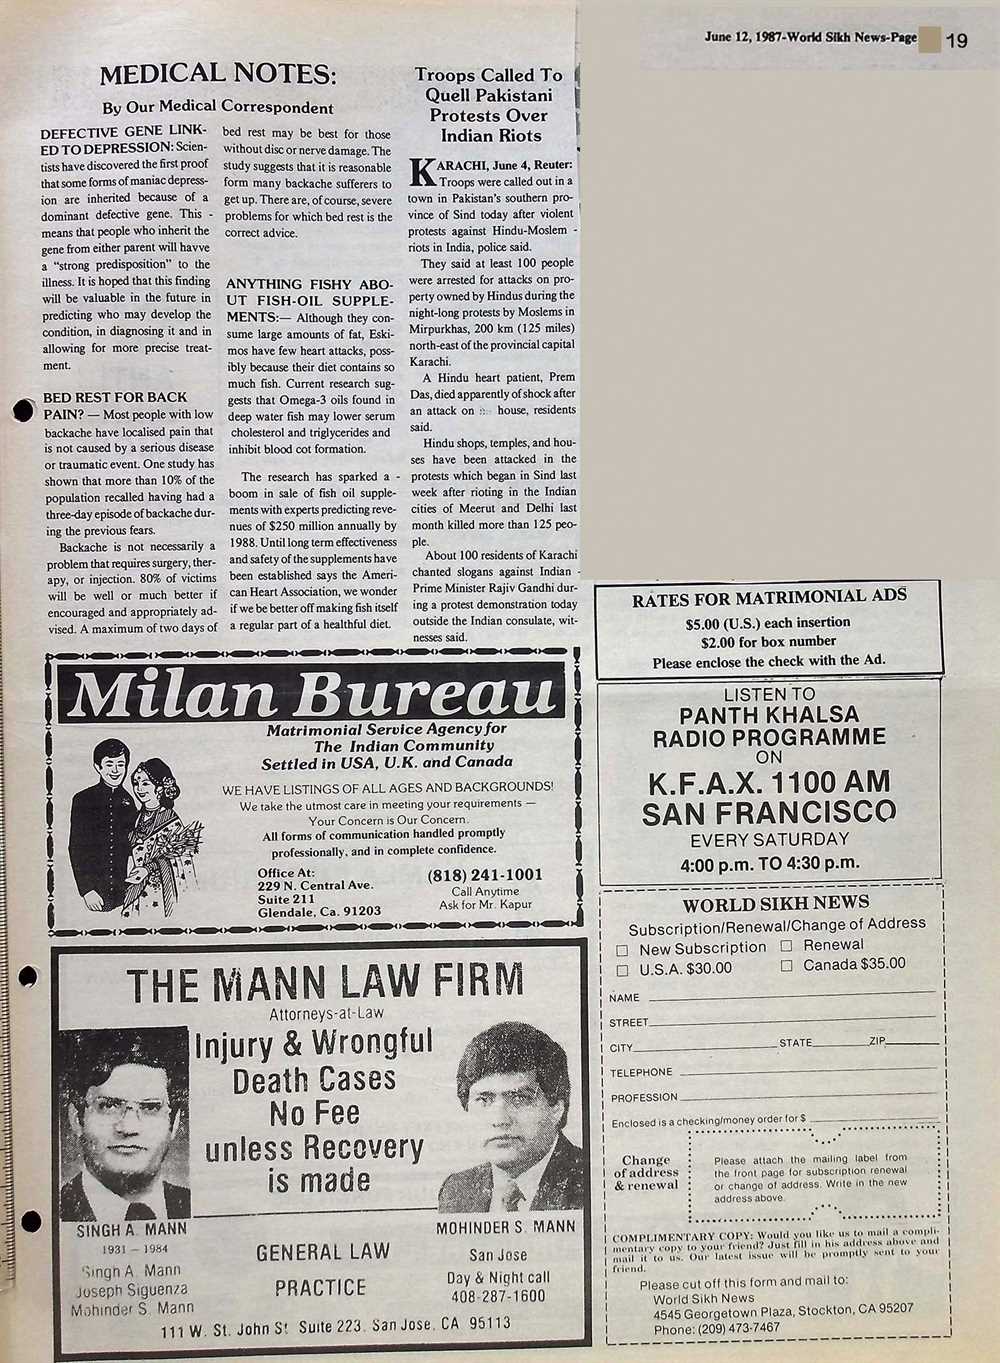 June 12, 1987-World Sikh News-Page 19
MEDICAL NOTES:
By Our Medical Correspondent
DEFECTIVE GENE LINK-
ED TO DEPRESSION: Scien-
tists have discovered the first proof
that some forms of maniac depress-
ion are inherited because of a
dominant defective gene. This -
means that people who inherit the
gene from either parent will havve
a "strong predisposition" to the
illness. It is hoped that this finding
will be valuable in the future in
predicting who may develop the
condition, in diagnosing it and in
allowing for more precise treat-
ment.
BED REST FOR BACK
PAIN? — Most people with low
backache have localised pain that
is not caused by a serious disease
or traumatic event. One study has
shown that more than 10% of the
population recalled having had a
three-day episode of backache dur-
ing the previous fears.
Backache is not necessarily a
problem that requires surgery, ther-
apy, or injection. 80% of victims
will be well or much better if
encouraged and appropriately ad-
vised. A maximum of two days of
bed rest may be best for those
without disc or nerve damage. The
study suggests that it is reasonable
form many backache sufferers to
get up. There are, of course, severe
problems for which bed rest is the
correct advice.
ANYTHING FISHY ABO-
UT FISH-OIL SUPPLE-
MENTS:— Although they con-
sume large amounts of fat, Eski-
mos have few heart attacks, poss-
ibly because their diet contains so
much fish. Current research sug-
gests that Omega-3 oils found in
deep water fish may lower serum
cholesterol and triglycerides and
inhibit blood cot formation.
The research has sparked a -
boom in sale of fish oil supple-
ments with experts predicting reve-
nues of $250 million annually by
1988. Until long term effectiveness
and safety of the supplements have
been established says the Ameri-
can Heart Association, we wonder
if we be better off making fish itself
a regular part of a healthful diet.
Troops Called To
Quell Pakistani
Protests Over
Indian Riots
KARACHI, June 4, Reuter:
Troops were called out in a
town in Pakistan's southern pro-
vince of Sind today after violent
protests against Hindu-Moslem -
riots in India, police said.
They said at least 100 people
were arrested for attacks on pro-
perty owned by Hindus during the
night-long protests by Moslems in
Mirpurkhas, 200 km (125 miles)
north-east of the provincial capital
Karachi.
A Hindu heart patient, Prem
Das, died apparently of shock after
an attack on house, residents
said.
Hindu shops, temples, and hou-
ses have been attacked in the
protests which began in Sind last
week after rioting in the Indian
cities of Meerut and Delhi last
month killed more than 125 peo-
ple.
About 100 residents of Karachi
chanted slogans against Indian -
Prime Minister Rajiv Gandhi dur-
ing a protest demonstration today
outside the Indian consulate, wit-
nesses said.
Milan Bureau
Matrimonial Service Agency for
The Indian Community
Settled in USA, U.K. and Canada
WE HAVE LISTINGS OF ALL AGES AND BACKGROUNDS!
We take the utmost care in meeting your requirements —
Your Concern is Our Concern.
All forms of communication handled promptly
professionally, and in complete confidence.
Office At:
229 N. Central Ave.
Suite 211
Glendale, Ca. 91203
(818) 241-1001
Call Anytime
Ask for Mr. Kapur
THE MANN LAW FIRM
Attorneys-at-Law
Injury & Wrongful
Death Cases
No Fee
unless Recovery
is made
SINGH A. MANN
1931 – 1984
Singh A. Mann
Joseph Siguenza
Mohinder S. Mann
GENERAL LAW
PRACTICE
MOHINDER S. MANN
San Jose
Day & Night call
408-287-1600
111 W. St. John St. Suite 223, San Jose, CA 95113
RATES FOR MATRIMONIAL ADS
$5.00 (U.S.) each insertion
$2.00 for box number
Please enclose the check with the Ad.
LISTEN TO
PANTH KHALSA
RADIO PROGRAMME
ON
K.F.A.X. 1100 AM
SAN FRANCISCO
EVERY SATURDAY
4:00 p.m. TO 4:30 p.m.
WORLD SIKH NEWS
Subscription/Renewal/Change of Address
☐ New Subscription ☐ Renewal
☐ U.S.A. $30.00 ☐ Canada $35.00
NAME
STREET
CITY STATE ZIP
TELEPHONE
PROFESSION
Enclosed is a checking/money order for $
Change
of address
& renewal
Please attach the mailing label from
the front page for subscription renewal
or change of address. Write in the new
address above.
COMPLIMENTARY COPY: Would you like us to mail a compli-
mentary copy to your friend? Just fill in his address above and
mail it to us. Our latest issue will be promptly sent to your
friend.
Please cut off this form and mail to:
World Sikh News
4545 Georgetown Plaza, Stockton, CA 95207
Phone: (209) 473-7467